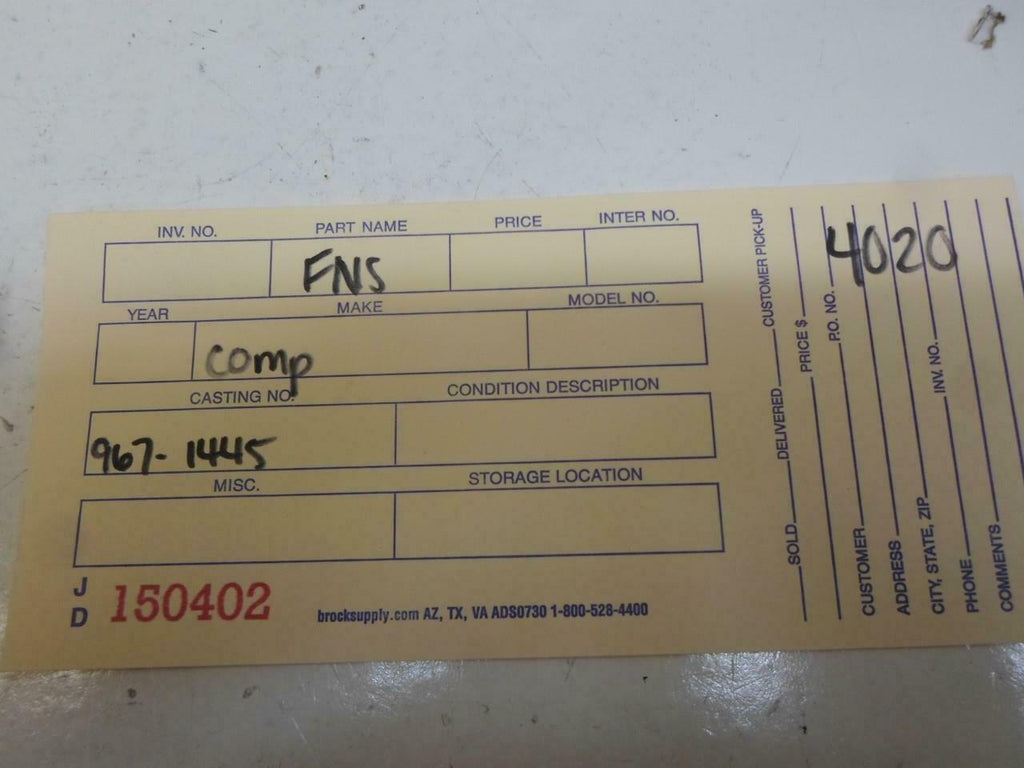 INV. NO. PART NAME PRICE INTER NO.
FNS
YEAR MAKE MODEL NO.
comp
CASTING NO. CONDITION DESCRIPTION
967-1445
MISC. STORAGE LOCATION
J
D
150402
brocksupply.com AZ, TX, VA ADS0730 1-800-528-4400
SOLD DELIVERED CUSTOMER PICK-UP
PRICE $
P.O. NO.
4020
CUSTOMER
ADDRESS
CITY, STATE, ZIP INV. NO.
PHONE
COMMENTS